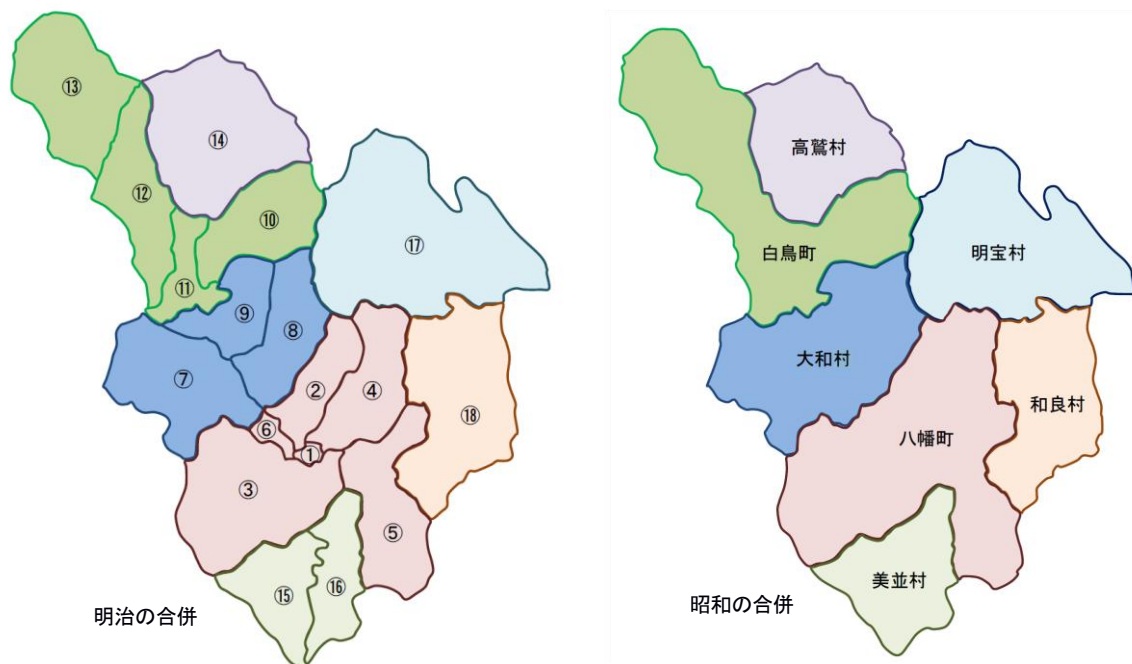 ⑬
⑭
⑫
⑩
⑰
⑪
⑨
⑧
②
④
⑦
⑥
⑱
①
③
⑤
⑮
⑯
明治の合併
高鷲村
白鳥町
明宝村
大和村
和良村
八幡町
美並村
昭和の合併